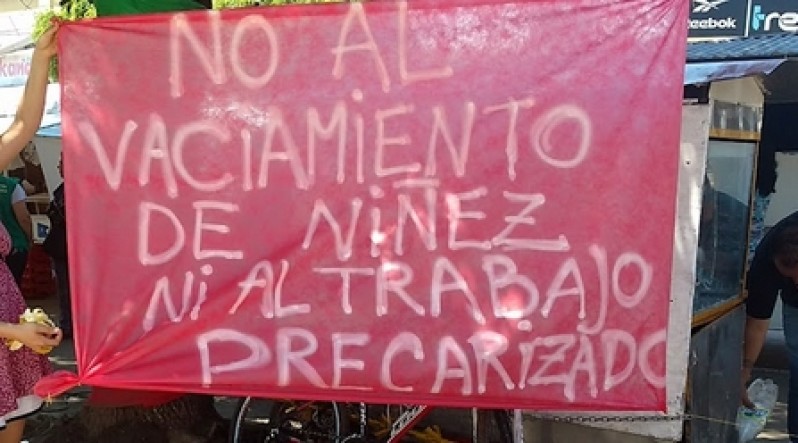 NO AL
VACIAMIENTO
DE NIÑEZ
NI AL TRABAJO
PRECARIZADO
Reebok